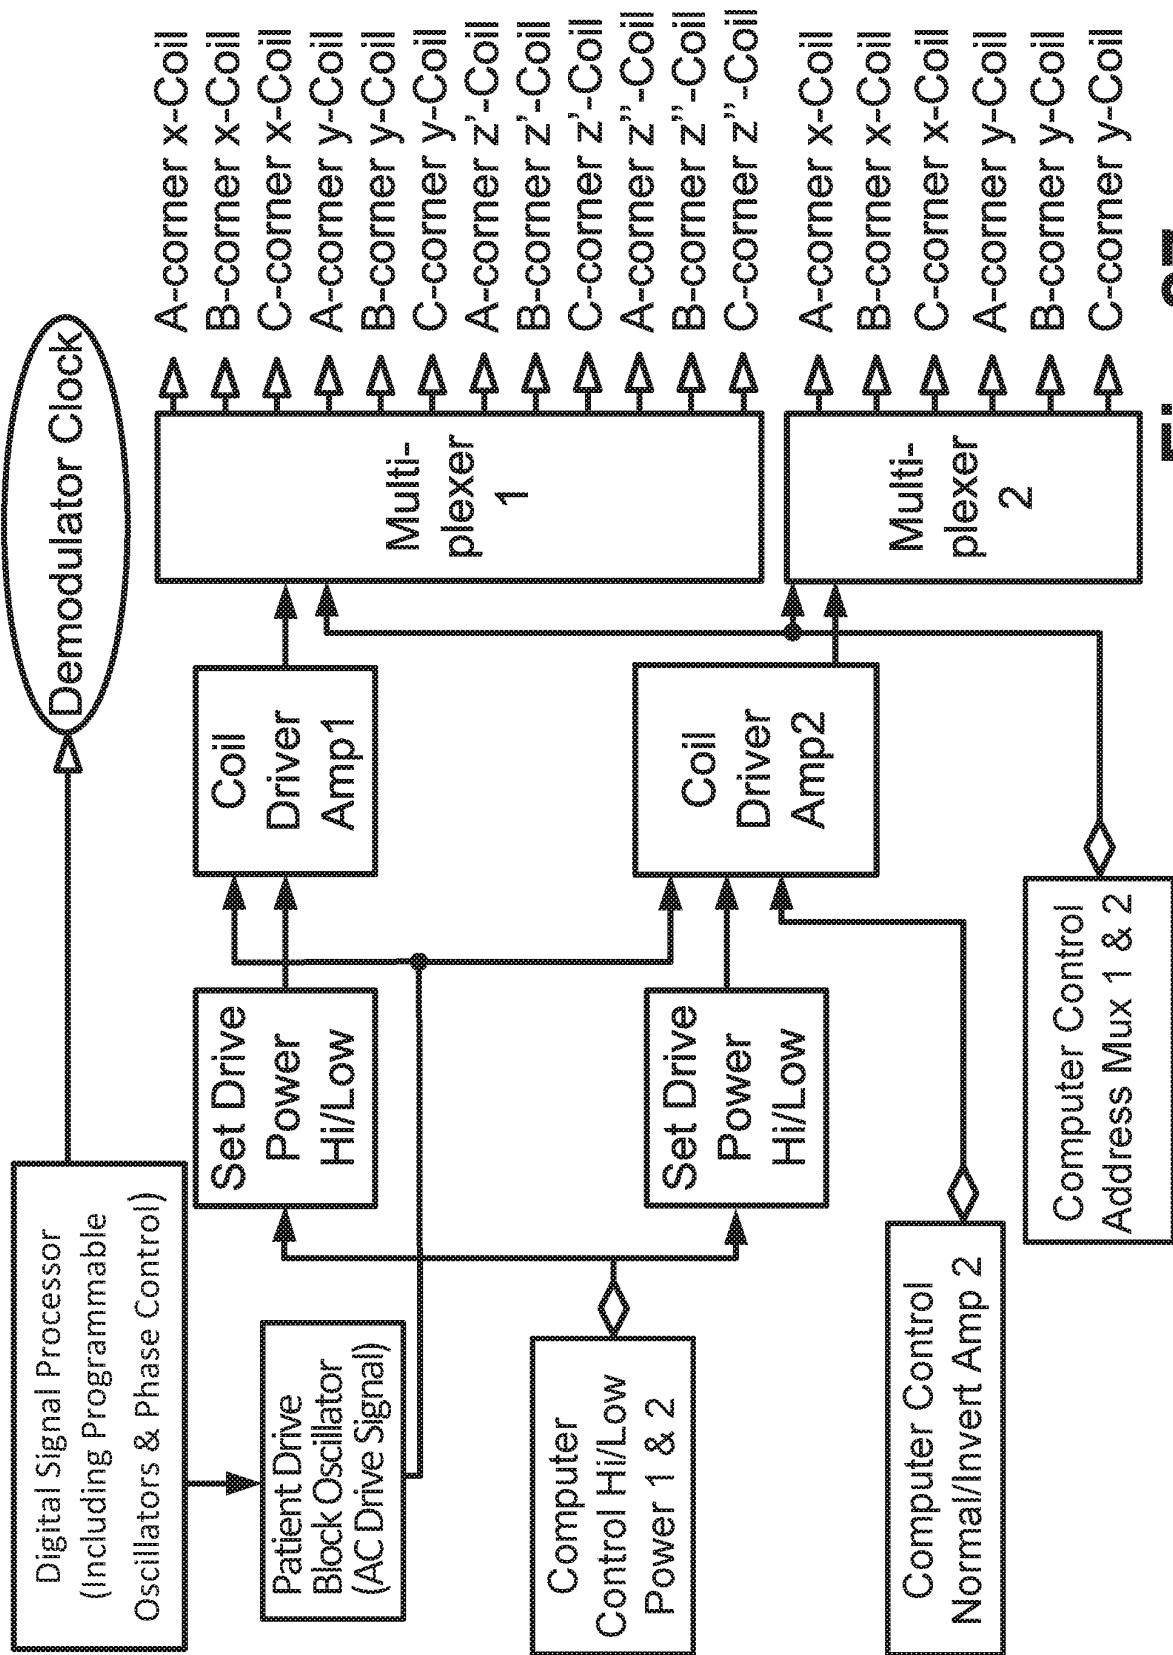 Digital Signal Processor
(Including Programmable
Oscillators & Phase Control)
Demodulator Clock
Patient Drive
Block Oscillator
(AC Drive Signal)
Set Drive
Power
Hi/Low
Coil
Driver
Amp1
Multi-
plexer
1
A-corner x-Coil
B-corner x-Coil
C-corner x-Coil
A-corner y-Coil
B-corner y-Coil
C-corner y-Coil
A-corner z'-Coil
B-corner z'-Coil
C-corner z'-Coil
A-corner z"-Coil
B-corner z"-Coil
C-corner z"-Coil
Computer
Control Hi/Low
Power 1 & 2
Set Drive
Power
Hi/Low
Coil
Driver
Amp2
Multi-
plexer
2
A-corner x-Coil
B-corner x-Coil
C-corner x-Coil
A-corner y-Coil
B-corner y-Coil
C-corner y-Coil
Computer Control
Normal/Invert Amp 2
Computer Control
Address Mux 1 & 2